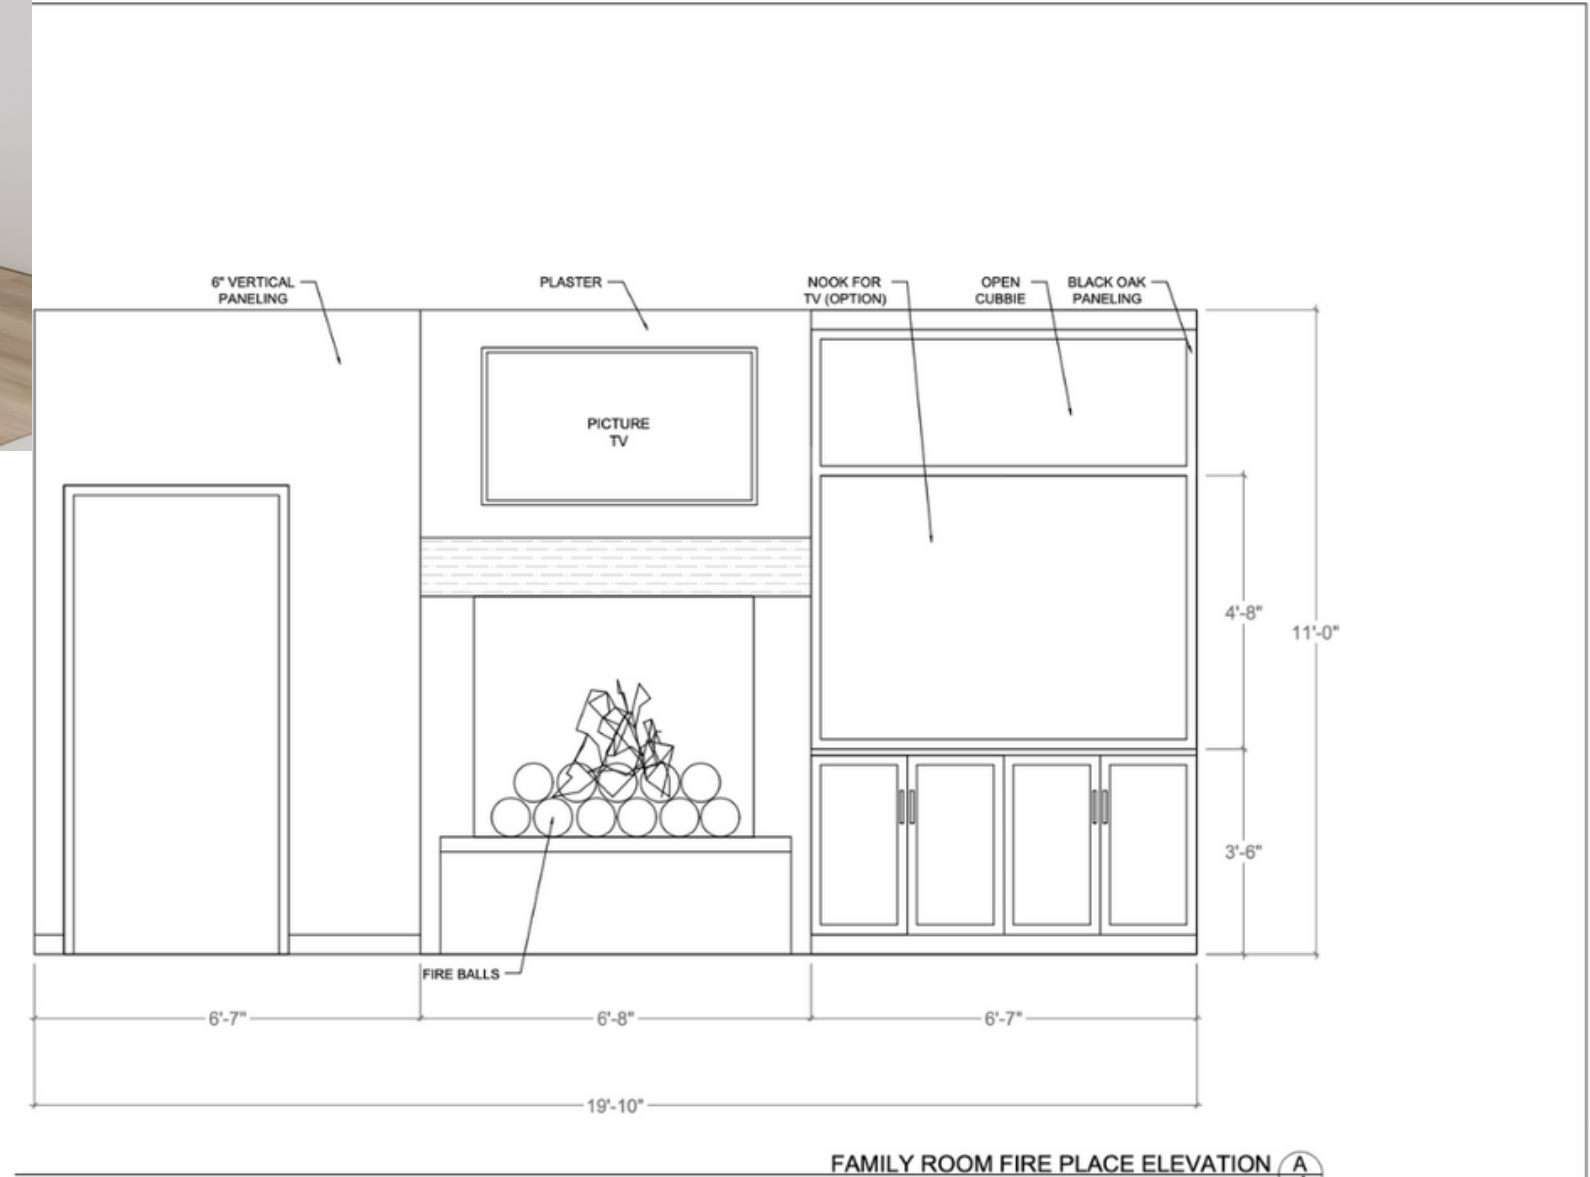 6" VERTICAL
PANELING
PLASTER
NOOK FOR
TV (OPTION)
OPEN
CUBBIE
BLACK OAK
PANELING
PICTURE
TV
4'-8"
11'-0"
3'-6"
FIRE BALLS
6'-7"
6'-8"
6'-7"
19'-10"
FAMILY ROOM FIRE PLACE ELEVATION
A